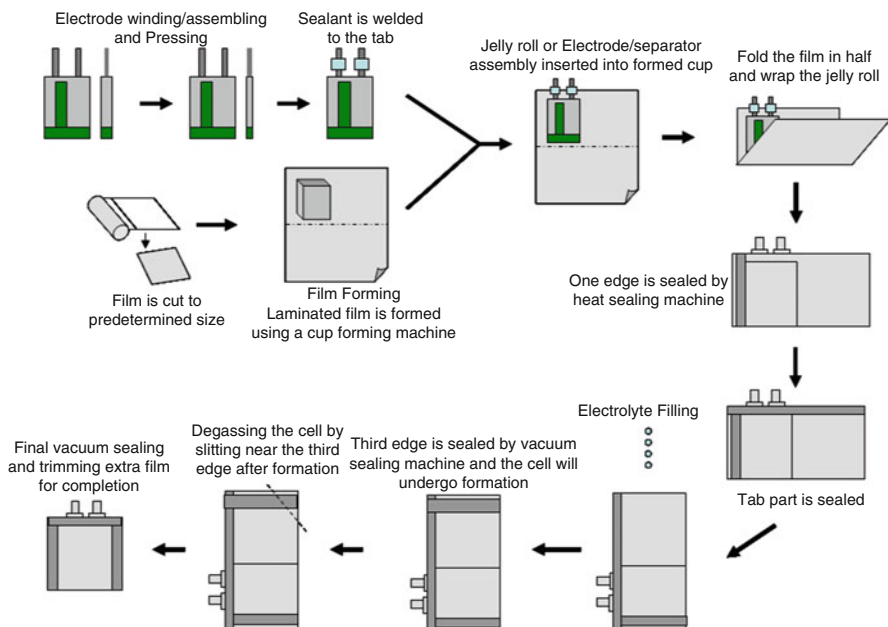 Electrode winding/assembling
and Pressing
Sealant is welded
to the tab
Jelly roll or Electrode/separator
assembly inserted into formed cup
Fold the film in half
and wrap the jelly roll
Film is cut to
predetermined size
Film Forming
Laminated film is formed
using a cup forming machine
One edge is sealed by
heat sealing machine
Tab part is sealed
Electrolyte Filling
Third edge is sealed by vacuum
sealing machine and the cell will
undergo formation
Degassing the cell by
slitting near the third
edge after formation
Final vacuum sealing
and trimming extra film
for completion